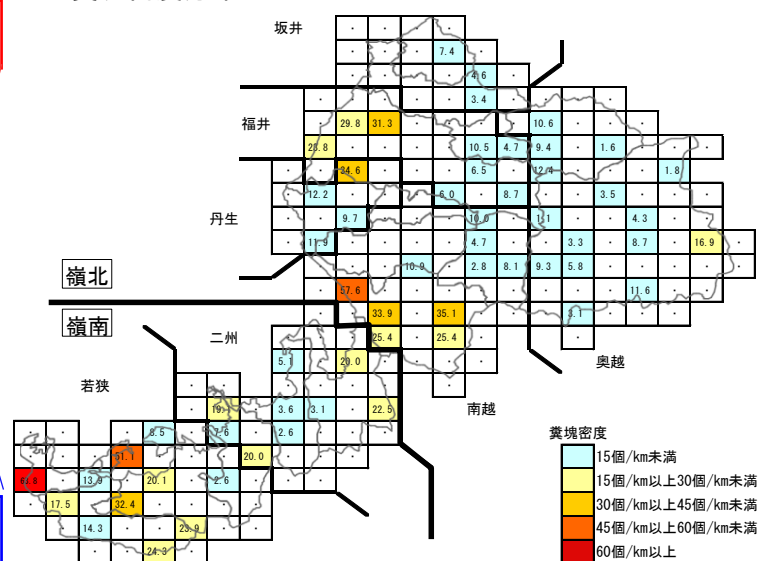 坂井
7.4
4.6
3.4
福井
29.8 31.3 10.6
10.5 4.7 9.4 1.6
34.6 6.5 12.4 1.8
12.2 6.0 8.7 3.5
丹生
9.7 10.0 1.1 4.3
11.9 4.7 3.3 8.7 16.9
嶺北
10.9 2.8 8.1 9.3 5.8
57.6 11.6
嶺南
33.9 35.1 3.1
二州
25.4 25.4
5.1 20.0
奥越
若狭
3.6 3.1 22.5
南越
8.5 7.6 2.6
糞塊密度
51.1 20.0
15個/km未満
13.9 20.1 2.6
15個/km以上30個/km未満
17.5 32.4
30個/km以上45個/km未満
14.3 23.9
45個/km以上60個/km未満
24.3
60個/km以上